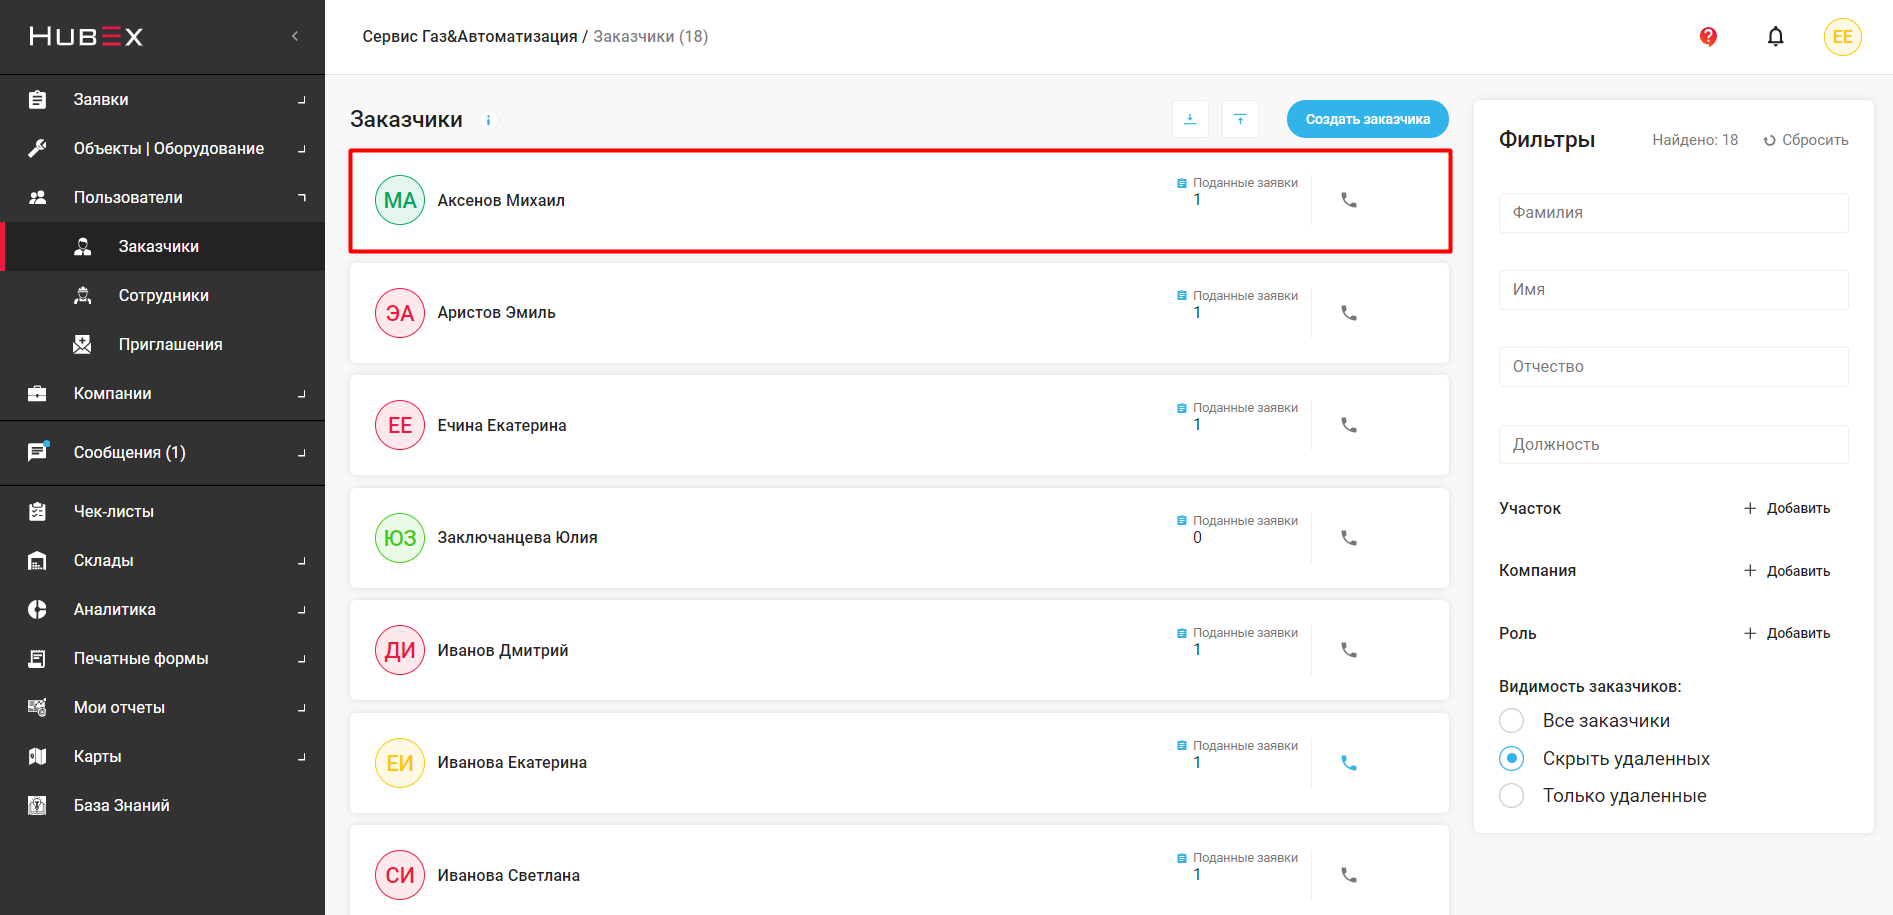 HUBEX
Сервис Газ&Автоматизация / Заказчики (18)
?
ЕЕ
Заявки
Объекты | Оборудование
Пользователи
Заказчики
Сотрудники
Приглашения
Компании
Сообщения (1)
Чек-листы
Склады
Аналитика
Печатные формы
Мои отчеты
Карты
База Знаний
Заказчики
i
Создать заказчика
МА
Аксенов Михаил
Поданные заявки
1
ЭА
Аристов Эмиль
Поданные заявки
1
ЕЕ
Ечина Екатерина
Поданные заявки
1
ЮЗ
Заключанцева Юлия
Поданные заявки
0
ДИ
Иванов Дмитрий
Поданные заявки
1
ЕИ
Иванова Екатерина
Поданные заявки
1
СИ
Иванова Светлана
Поданные заявки
1
Фильтры
Найдено: 18
Сбросить
Фамилия
Имя
Отчество
Должность
Участок
Добавить
Компания
Добавить
Роль
Добавить
Видимость заказчиков:
Все заказчики
Скрыть удаленных
Только удаленные